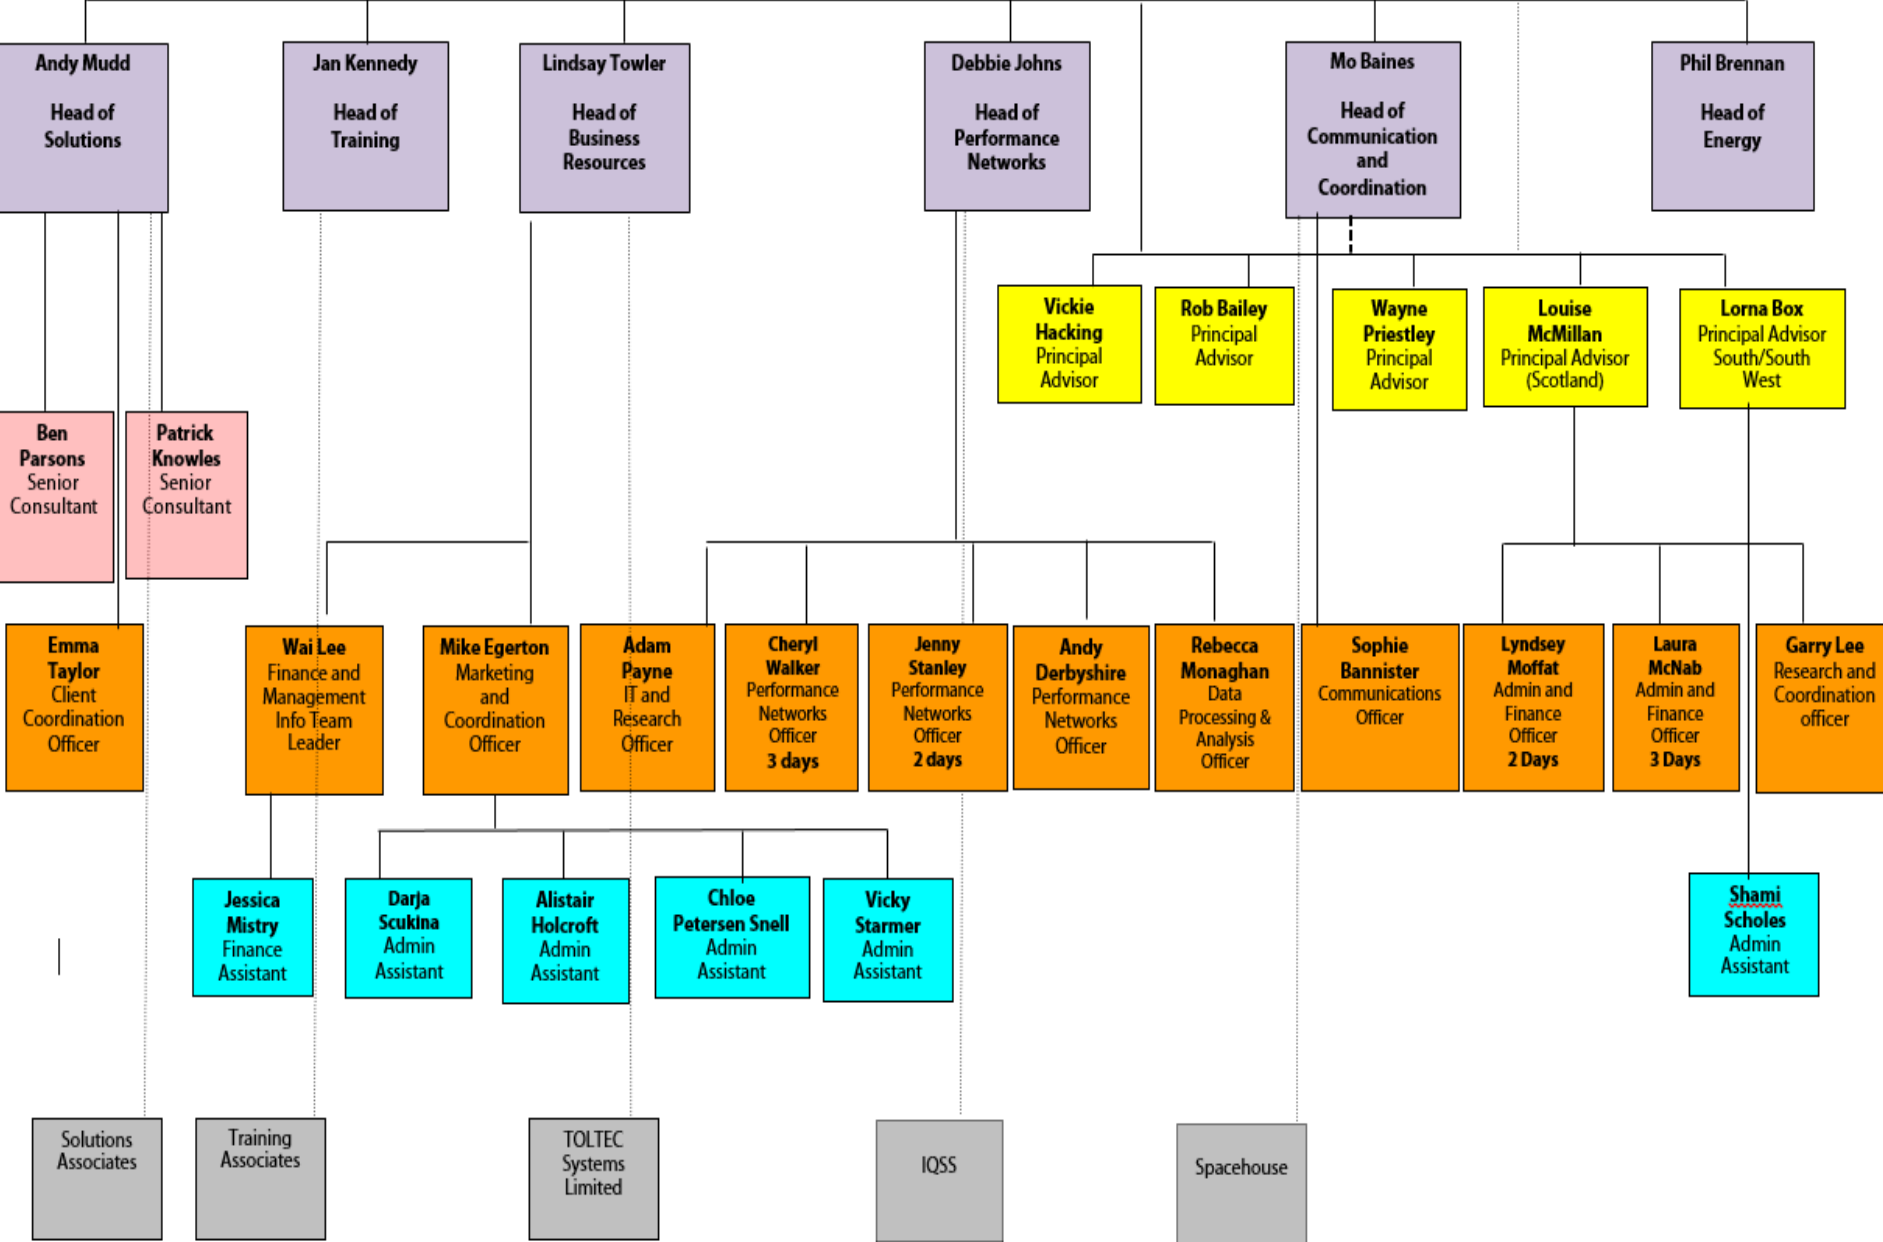 Andy Mudd
Head of
Solutions
Jan Kennedy
Head of
Training
Lindsay Towler
Head of
Business
Resources
Debbie Johns
Head of
Performance
Networks
Mo Baines
Head of
Communication
and
Coordination
Phil Brennan
Head of
Energy
Vickie
Hacking
Principal
Advisor
Rob Bailey
Principal
Advisor
Wayne
Priestley
Principal
Advisor
Louise
McMillan
Principal Advisor
(Scotland)
Lorna Box
Principal Advisor
South/South
West
Ben
Parsons
Senior
Consultant
Patrick
Knowles
Senior
Consultant
Emma
Taylor
Client
Coordination
Officer
Wai Lee
Finance and
Management
Info Team
Leader
Mike Egerton
Marketing
and
Coordination
Officer
Adam
Payne
IT and
Research
Officer
Cheryl
Walker
Performance
Networks
Officer
3 days
Jenny
Stanley
Performance
Networks
Officer
2 days
Andy
Derbyshire
Performance
Networks
Officer
Rebecca
Monaghan
Data
Processing &
Analysis
Officer
Sophie
Bannister
Communications
Officer
Lyndsey
Moffat
Admin and
Finance
Officer
2 Days
Laura
McNab
Admin and
Finance
Officer
3 Days
Garry Lee
Research and
Coordination
officer
Jessica
Mistry
Finance
Assistant
Darja
Scukina
Admin
Assistant
Alistair
Holcroft
Admin
Assistant
Chloe
Petersen Snell
Admin
Assistant
Vicky
Starmer
Admin
Assistant
Shami
Scholes
Admin
Assistant
Solutions
Associates
Training
Associates
TOLTEC
Systems
Limited
IQSS
Spacehouse